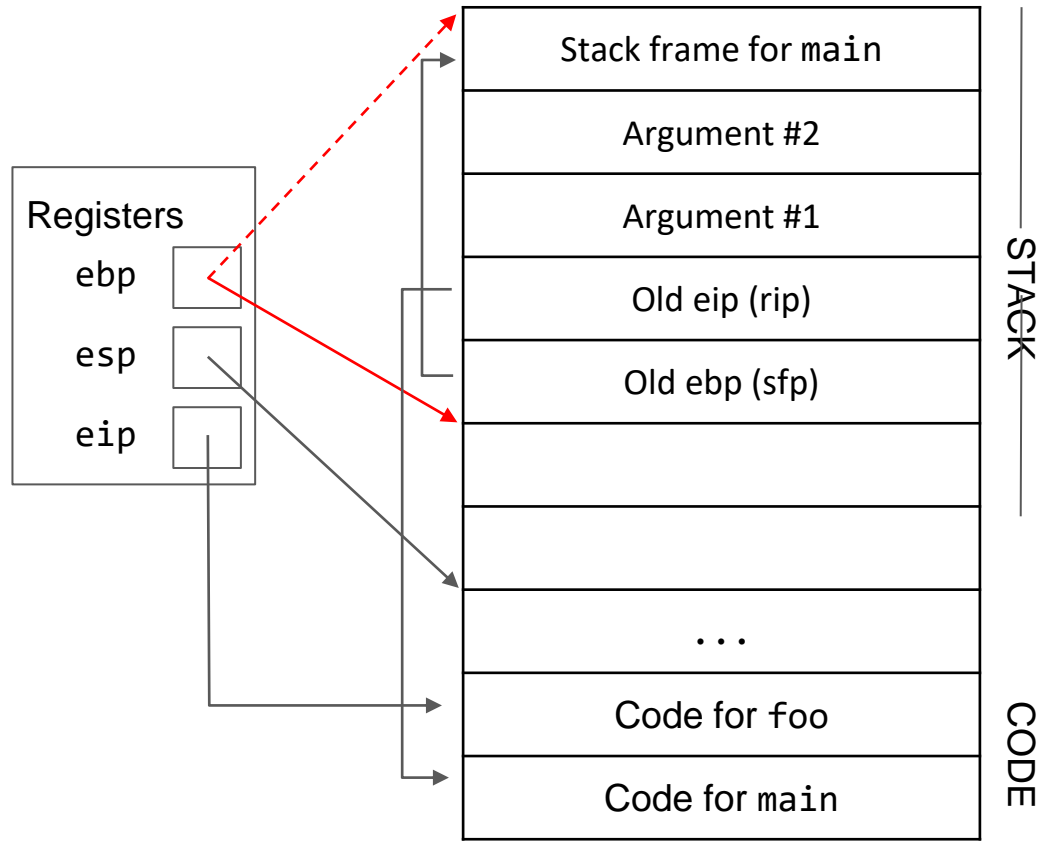 Stack frame for main
Argument #2
Argument #1
Registers
ebp
Old eip (rip)
esp
Old ebp (sfp)
eip
STACK
...
Code for foo
Code for main
CODE